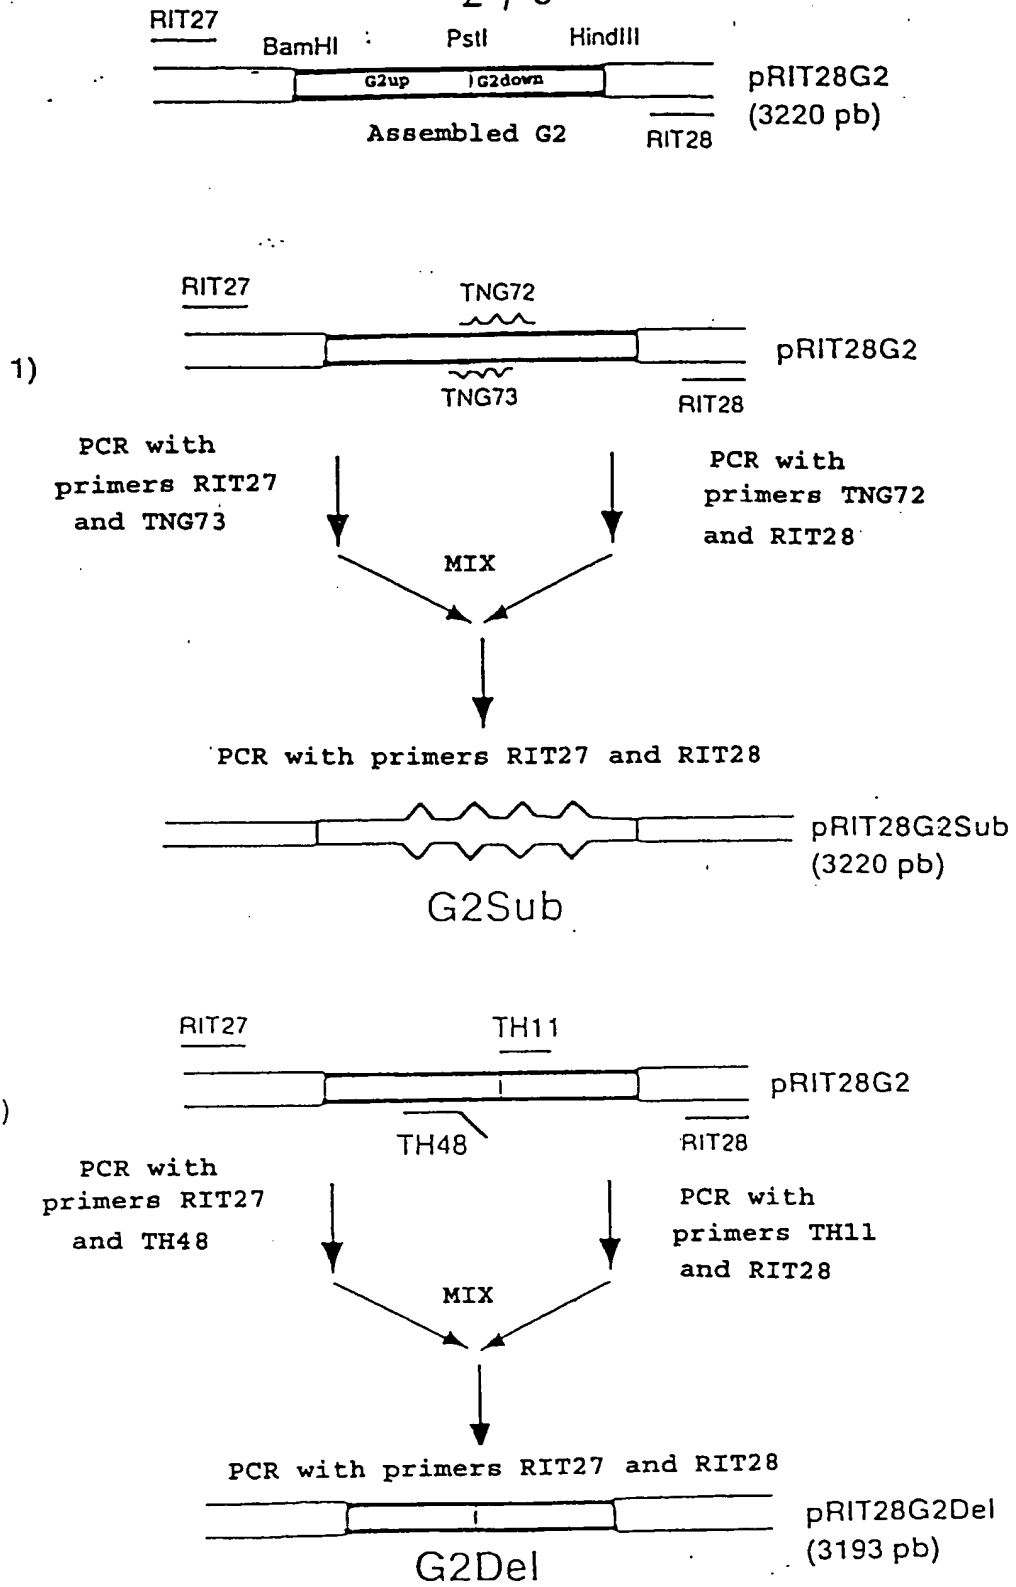 RIT27
BamHI PstI HindIII
G2up G2down
pRIT28G2
(3220 pb)
Assembled G2
RIT28
RIT27
TNG72
1)
pRIT28G2
TNG73
RIT28
PCR with
primers RIT27
and TNG73
PCR with
primers TNG72
and RIT28
MIX
PCR with primers RIT27 and RIT28
pRIT28G2Sub
(3220 pb)
G2Sub
RIT27
TH11
)
pRIT28G2
TH48
RIT28
PCR with
primers RIT27
and TH48
PCR with
primers TH11
and RIT28
MIX
PCR with primers RIT27 and RIT28
pRIT28G2Del
(3193 pb)
G2Del